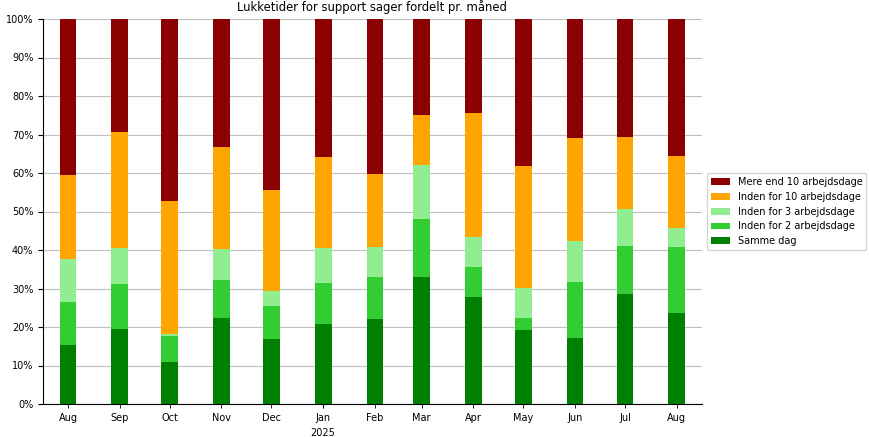 Lukketider for support sager fordelt pr. måned
100%
90%
80%
70%
60%
50%
40%
30%
20%
10%
0%
Aug Sep Oct Nov Dec Jan Feb Mar Apr May Jun Jul Aug
2025
Mere end 10 arbejdsdage
Inden for 10 arbejdsdage
Inden for 3 arbejdsdage
Inden for 2 arbejdsdage
Samme dag